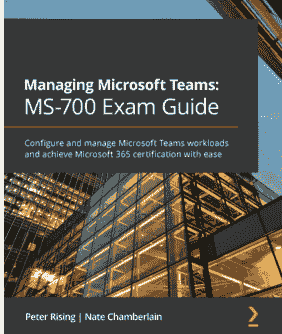 Managing Microsoft Teams:
MS-700 Exam Guide
Configure and manage Microsoft Teams workloads
and achieve Microsoft 365 certification with ease
Peter Rising | Nate Chamberlain